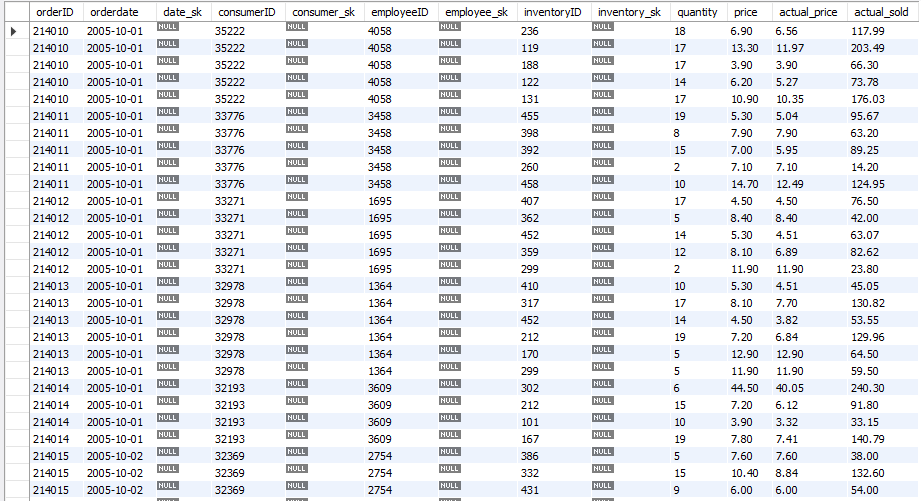 orderID orderdate date_sk consumerID consumer_sk employeeID employee_sk inventoryID inventory_sk quantity price actual_price actual_sold
214010 2005-10-01 NULL 35222 NULL 4058 NULL 236 NULL 18 6.90 6.56 117.99
214010 2005-10-01 NULL 35222 NULL 4058 NULL 119 NULL 17 13.30 11.97 203.49
214010 2005-10-01 NULL 35222 NULL 4058 NULL 188 NULL 17 3.90 3.90 66.30
214010 2005-10-01 NULL 35222 NULL 4058 NULL 122 NULL 14 6.20 5.27 73.78
214010 2005-10-01 NULL 35222 NULL 4058 NULL 131 NULL 17 10.90 10.35 176.03
214011 2005-10-01 NULL 33776 NULL 3458 NULL 455 NULL 19 5.30 5.04 95.67
214011 2005-10-01 NULL 33776 NULL 3458 NULL 398 NULL 8 7.90 7.90 63.20
214011 2005-10-01 NULL 33776 NULL 3458 NULL 392 NULL 15 7.00 5.95 89.25
214011 2005-10-01 NULL 33776 NULL 3458 NULL 260 NULL 2 7.10 7.10 14.20
214011 2005-10-01 NULL 33776 NULL 3458 NULL 458 NULL 10 14.70 12.49 124.95
214012 2005-10-01 NULL 33271 NULL 1695 NULL 407 NULL 17 4.50 4.50 76.50
214012 2005-10-01 NULL 33271 NULL 1695 NULL 362 NULL 5 8.40 8.40 42.00
214012 2005-10-01 NULL 33271 NULL 1695 NULL 452 NULL 14 5.30 4.51 63.07
214012 2005-10-01 NULL 33271 NULL 1695 NULL 359 NULL 12 8.10 6.89 82.62
214012 2005-10-01 NULL 33271 NULL 1695 NULL 299 NULL 2 11.90 11.90 23.80
214013 2005-10-01 NULL 32978 NULL 1364 NULL 410 NULL 10 5.30 4.51 45.05
214013 2005-10-01 NULL 32978 NULL 1364 NULL 317 NULL 17 8.10 7.70 130.82
214013 2005-10-01 NULL 32978 NULL 1364 NULL 452 NULL 14 4.50 3.82 53.55
214013 2005-10-01 NULL 32978 NULL 1364 NULL 212 NULL 19 7.20 6.84 129.96
214013 2005-10-01 NULL 32978 NULL 1364 NULL 170 NULL 5 12.90 12.90 64.50
214013 2005-10-01 NULL 32978 NULL 1364 NULL 299 NULL 5 11.90 11.90 59.50
214014 2005-10-01 NULL 32193 NULL 3609 NULL 302 NULL 6 44.50 40.05 240.30
214014 2005-10-01 NULL 32193 NULL 3609 NULL 212 NULL 15 7.20 6.12 91.80
214014 2005-10-01 NULL 32193 NULL 3609 NULL 101 NULL 10 3.90 3.32 33.15
214014 2005-10-01 NULL 32193 NULL 3609 NULL 167 NULL 19 7.80 7.41 140.79
214015 2005-10-02 NULL 32369 NULL 2754 NULL 386 NULL 5 7.60 7.60 38.00
214015 2005-10-02 NULL 32369 NULL 2754 NULL 332 NULL 15 10.40 8.84 132.60
214015 2005-10-02 NULL 32369 NULL 2754 NULL 431 NULL 9 6.00 6.00 54.00